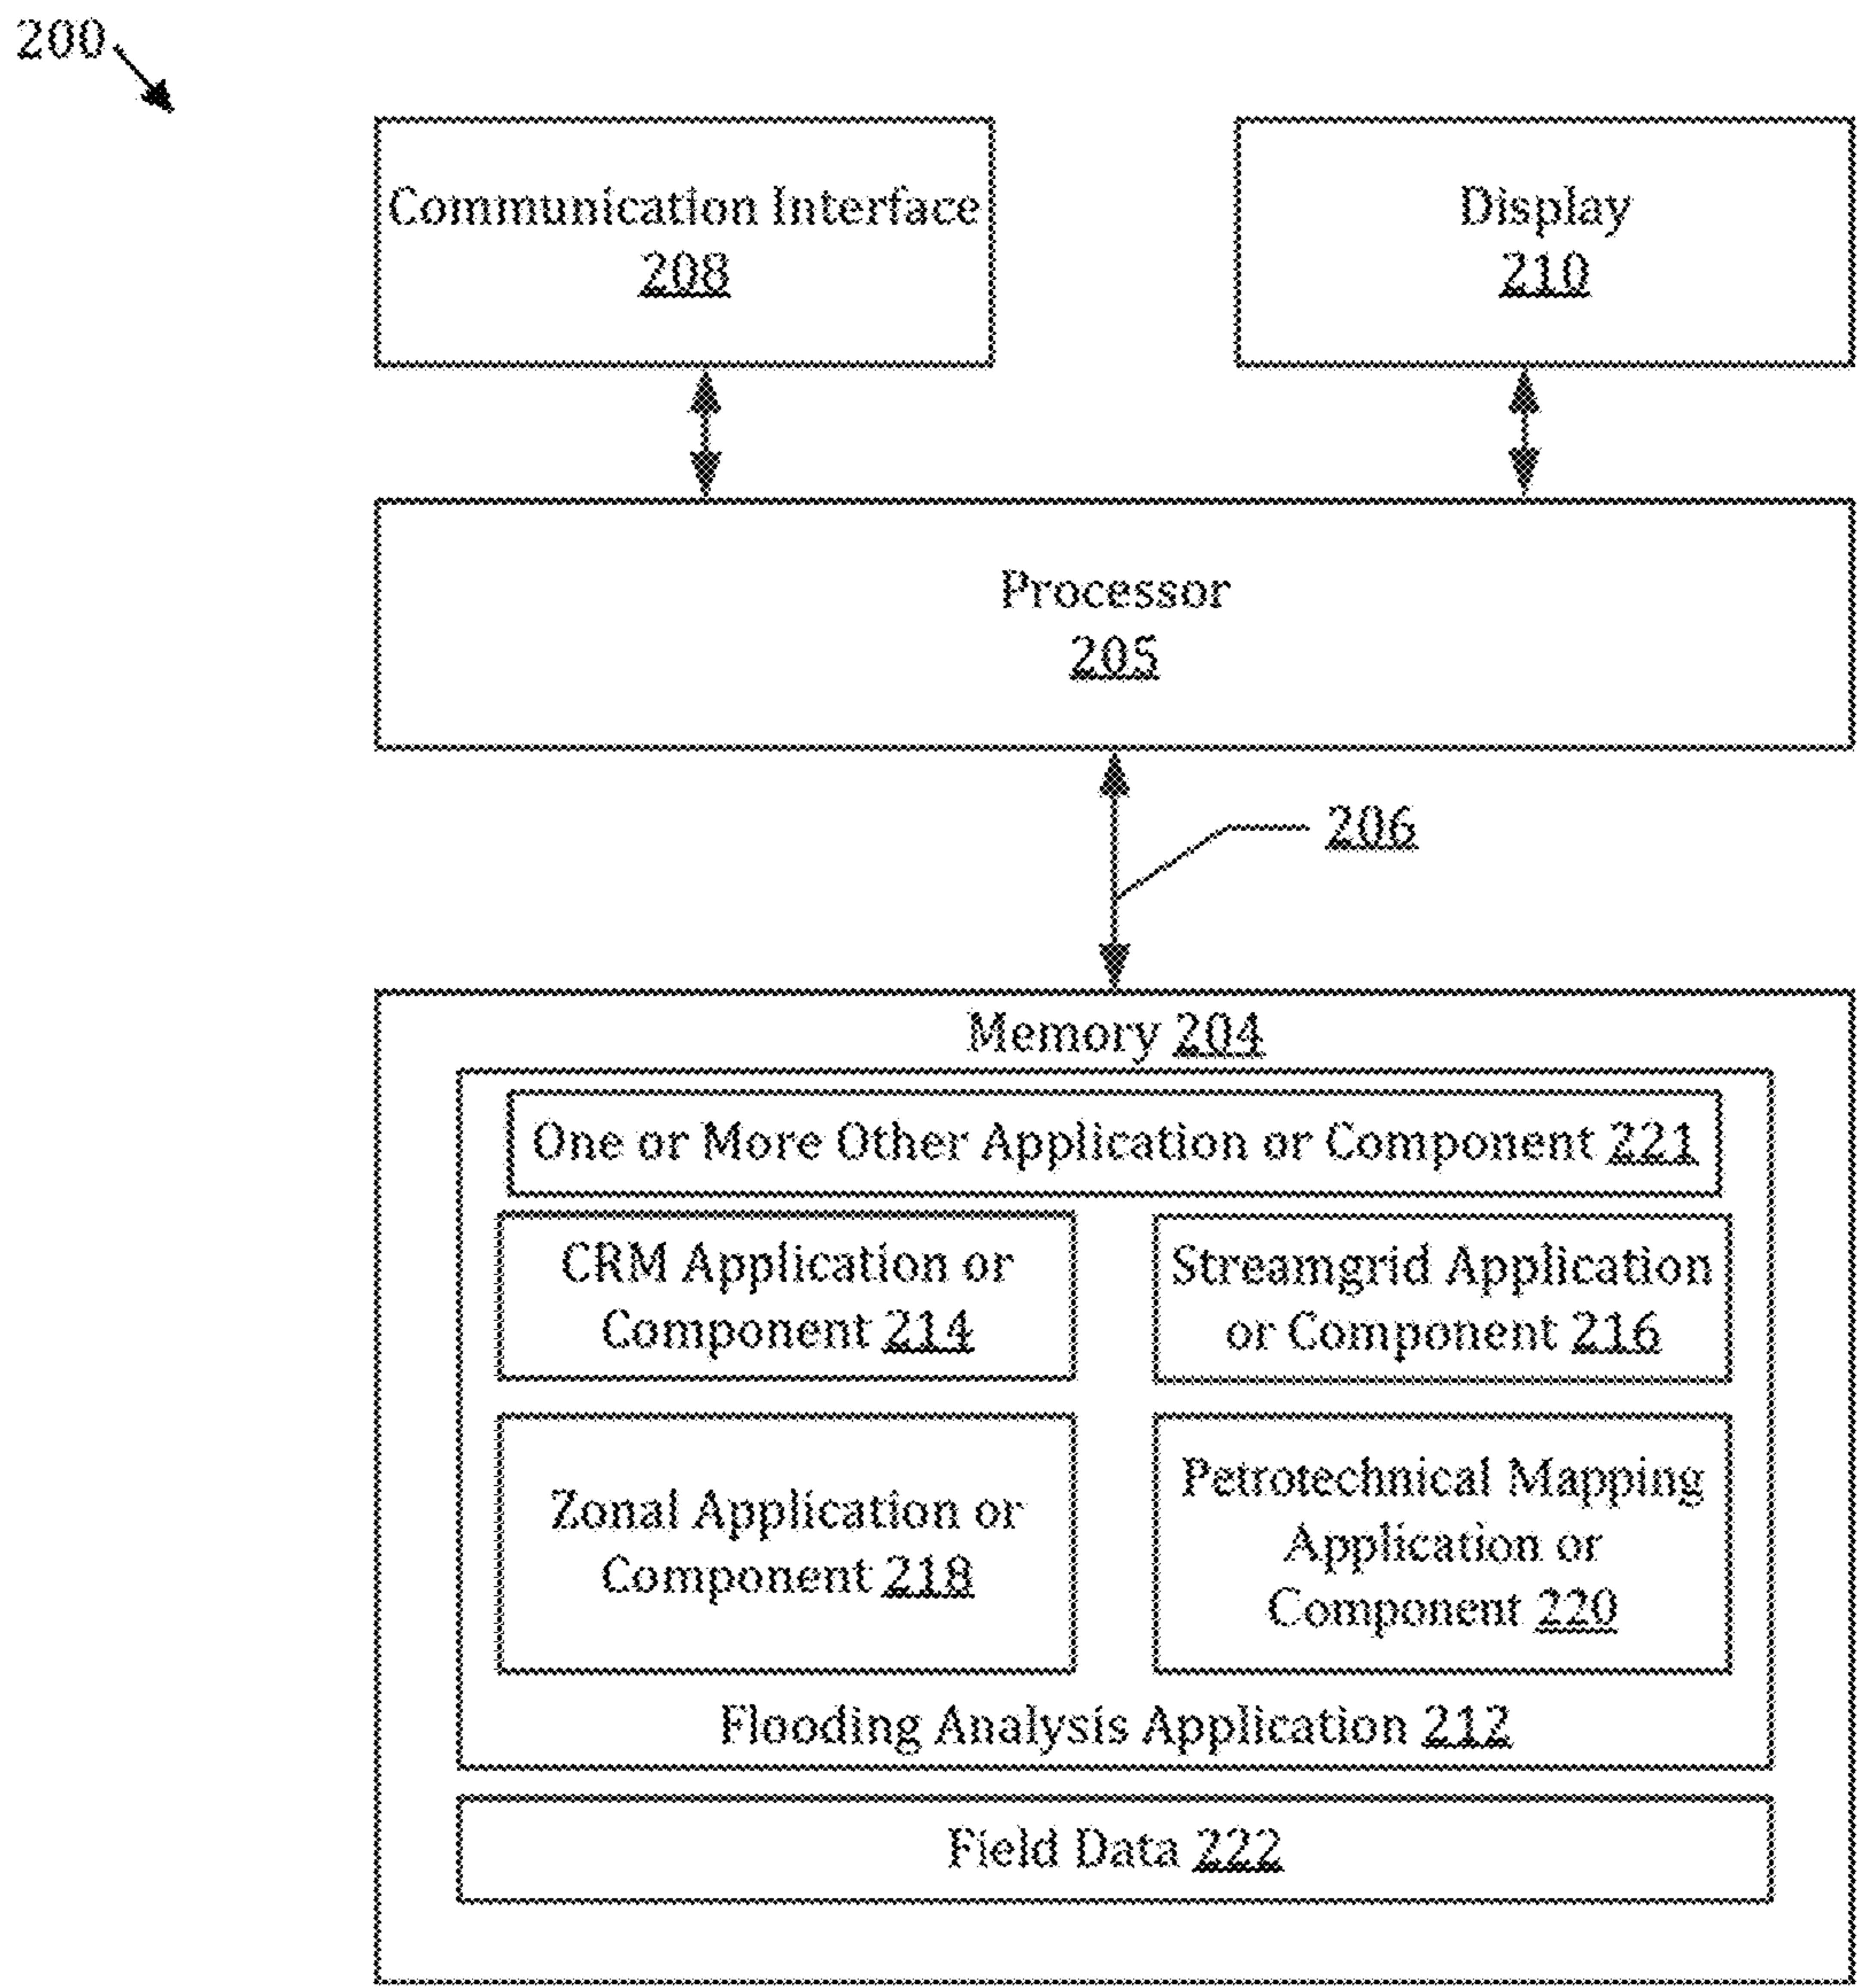 200
Communication Interface
208
Display
210
Processor
205
206
Memory 204
One or More Other Application or Component 221
CRM Application or
Component 214
Streamgrid Application
or Component 216
Zonal Application or
Component 218
Petrotechnical Mapping
Application or
Component 220
Flooding Analysis Application 212
Field Data 222